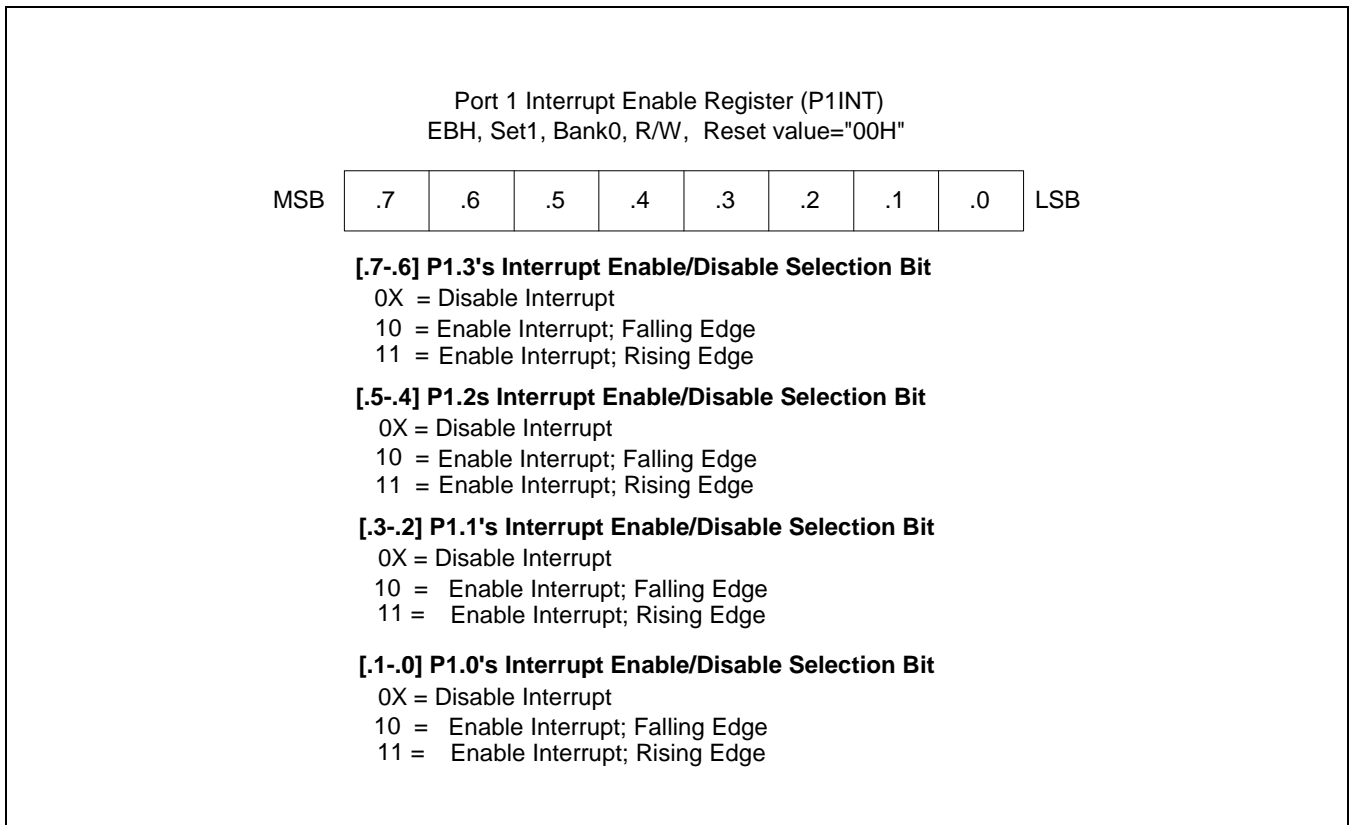 Port 1 Interrupt Enable Register (P1INT)
EBH, Set1, Bank0, R/W, Reset value="00H"
MSB .7 .6 .5 .4 .3 .2 .1 .0 LSB
[.7-.6] P1.3's Interrupt Enable/Disable Selection Bit
0X = Disable Interrupt
10 = Enable Interrupt; Falling Edge
11 = Enable Interrupt; Rising Edge
[.5-.4] P1.2s Interrupt Enable/Disable Selection Bit
0X = Disable Interrupt
10 = Enable Interrupt; Falling Edge
11 = Enable Interrupt; Rising Edge
[.3-.2] P1.1's Interrupt Enable/Disable Selection Bit
0X = Disable Interrupt
10 = Enable Interrupt; Falling Edge
11 = Enable Interrupt; Rising Edge
[.1-.0] P1.0's Interrupt Enable/Disable Selection Bit
0X = Disable Interrupt
10 = Enable Interrupt; Falling Edge
11 = Enable Interrupt; Rising Edge